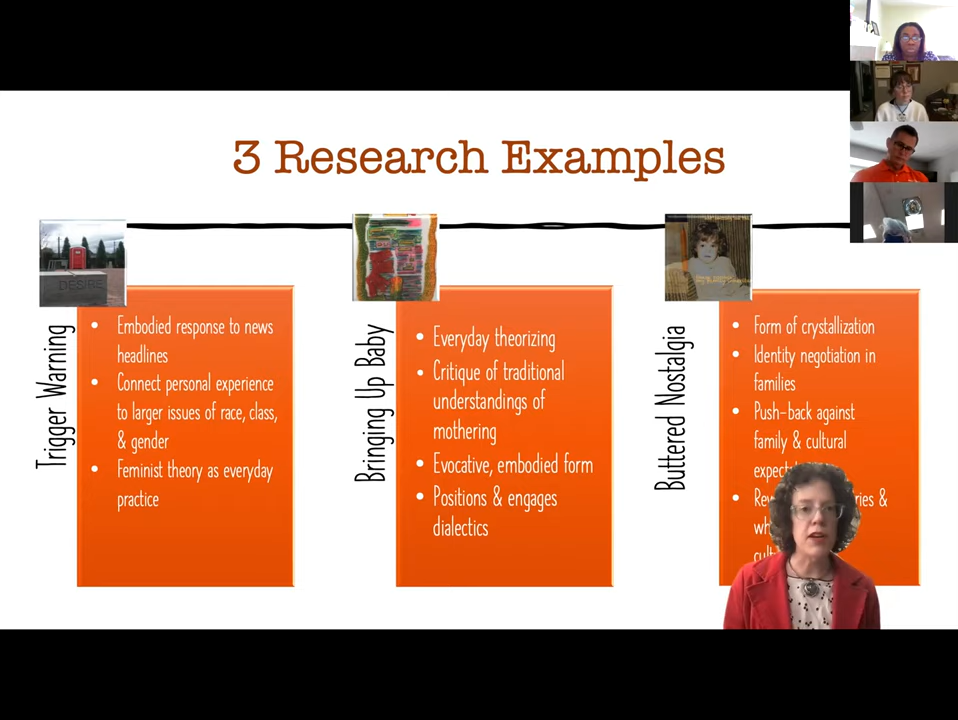 3 Research Examples
DESIRE
Trigger Warning
• Embodied response to news
headlines
• Connect personal experience
to larger issues of race, class,
& gender
• Feminist theory as everyday
practice
Bringing Up Baby
• Everyday theorizing
• Critique of traditional
understandings of
mothering
• Evocative, embodied form
• Positions & engages
dialectics
Buttered Nostalgia
• Form of crystallization
• Identity negotiation in
families
• Push-back against
family & cultural
•
&